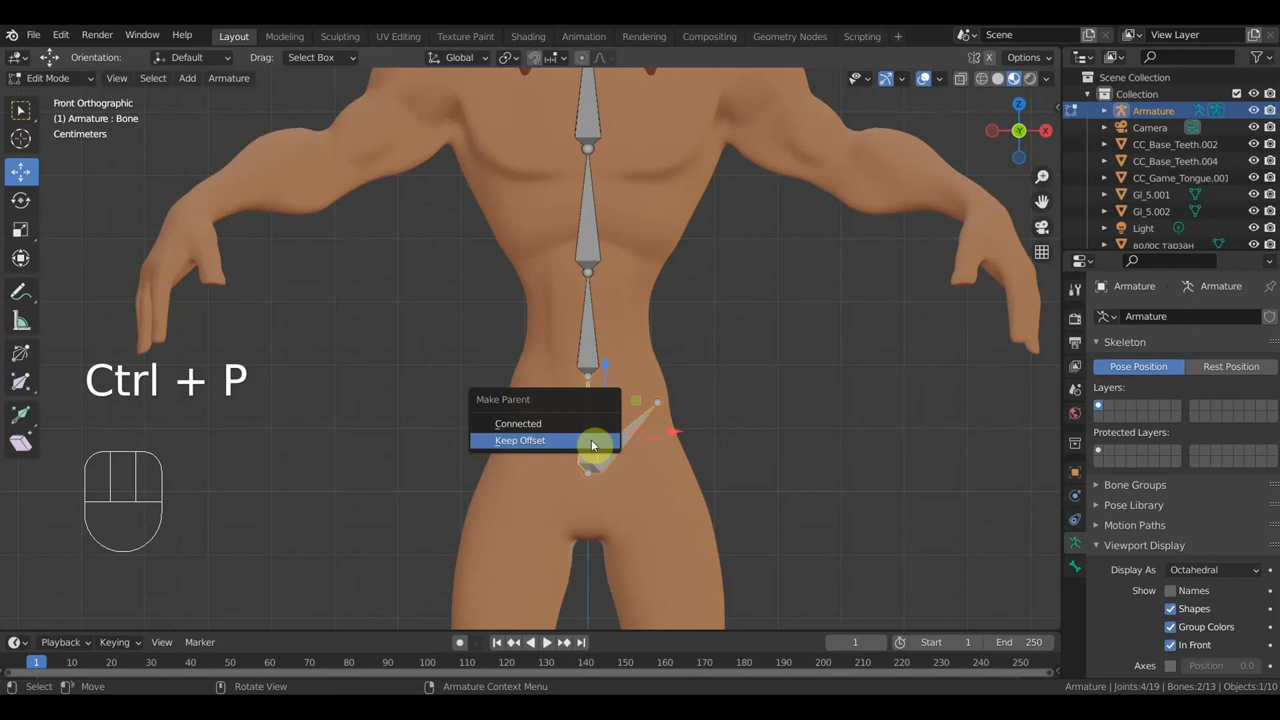 File Edit Render Window Help Layout Modeling Sculpting UV Editing Texture Paint Shading Animation Rendering Compositing Geometry Nodes Scripting + Scene View Layer
Orientation: Default Drag: Select Box Global Options
Edit Mode View Select Add Armature
Front Orthographic
(1) Armature : Bone
Centimeters
Z
Y
X
Ctrl + P
Make Parent
Connected
Keep Offset
Scene Collection
Collection
Armature
Camera
CC_Base_Teeth.002
CC_Base_Teeth.004
CC_Game_Tongue.001
GI_5.001
GI_5.002
Light
волос тарзан
Armature Armature
Armature
Skeleton
Pose Position Rest Position
Layers:
Protected Layers:
Bone Groups
Pose Library
Motion Paths
Viewport Display
Display As Octahedral
Show Names
Shapes
Group Colors
In Front
Axes Position 0.0
Playback Keying View Marker 1 Start 1 End 250
1 10 20 30 40 50 60 70 80 90 100 110 120 130 140 150 160 170 180 190 200 210 220 230 240 250
Select Move Rotate View Armature Context Menu Armature | Joints:4/19 | Bones:2/13 | Objects:1/10